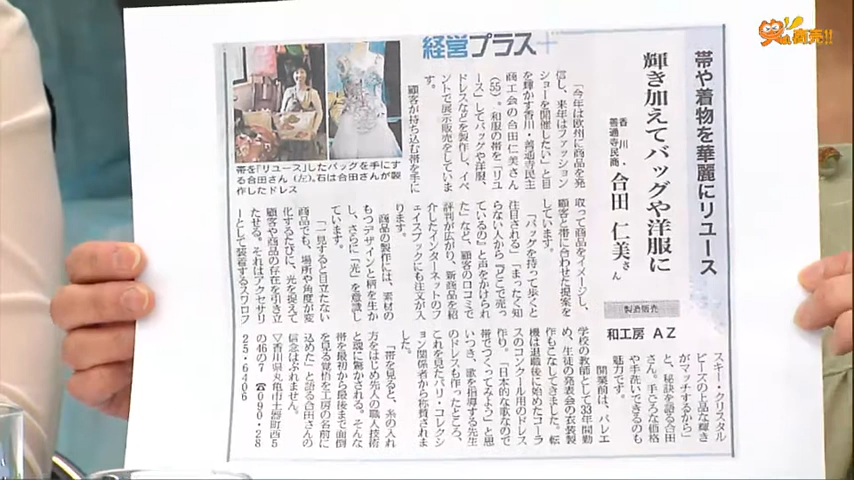 笑いは商売!!
経営プラス+
帯や着物を華麗にリユース
輝き加えてバッグや洋服に
香川・
善通寺民商
合田 仁美さん
製造販売
和工房 AZ
「今年は欧州に商品を発
信し、来年はファッション
ショーを開催したい」と目
を輝かす香川・善通寺民主
商工会の合田仁美さん
(55)。和服の帯を「リユ
ース」してバッグや洋服、
ドレスなどを製作し、イベ
ントで展示販売をしていま
す。
顧客が持ち込む帯を手に
取って商品をイメージし、
顧客と帯に合わせた提案を
しています。
「バッグを持って歩くと
注目される」「まったく知
らない人から『どこで売っ
ているの』と声をかけられ
た」など、顧客の口コミで
評判が広がり、新商品を紹
介したインターネットのフ
ェイスブックにも注文が入
ります。
商品の製作には、素材の
もつデザインと柄を生か
し、さらに「光」を意識し
ています。
「一見すると目立たない
商品でも、場所や角度が変
化するたびに、光を捉えて
顧客や商品の存在を引き立
たせる。それはアクセサリ
ーとして装着するスワロフ
スキー・クリスタル
ビーズの上品な輝き
がマッチするから」
と、秘訣を語る合田
さん。手ごろな価格
や手洗いできるのも
魅力です。
開業前は、バレエ
学校の教師として33年間勤
め、生徒の発表会の衣装製
作もこなしてきました。転
機は退職後に始めたコーラ
スのコンクール用のドレス
作り。「日本的な歌なので
帯でつくってみよう」と思
いつき、歌を指導する先生
のドレスも作ったところ、
これを見たパリ・コレクシ
ョン関係者から称賛されま
した。
「帯を見ると、糸の入れ
方をはじめ先人の職人技術
と魂に驚かされる。そんな
帯を最初から最後まで面倒
を見る覚悟を工房の名前に
込めた」と語る合田さんの
信念はぶれません。
▽香川県丸亀市土器町西5
の46の7 ☎090・28
25・6406
帯を「リユース」したバッグを手にす
る合田さん(左)。右は合田さんが製
作したドレス